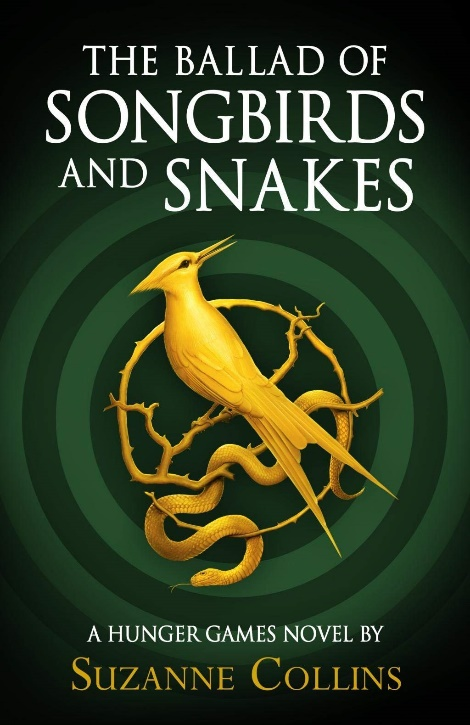 THE BALLAD OF
SONGBIRDS
AND SNAKES
A HUNGER GAMES NOVEL BY
SUZANNE COLLINS